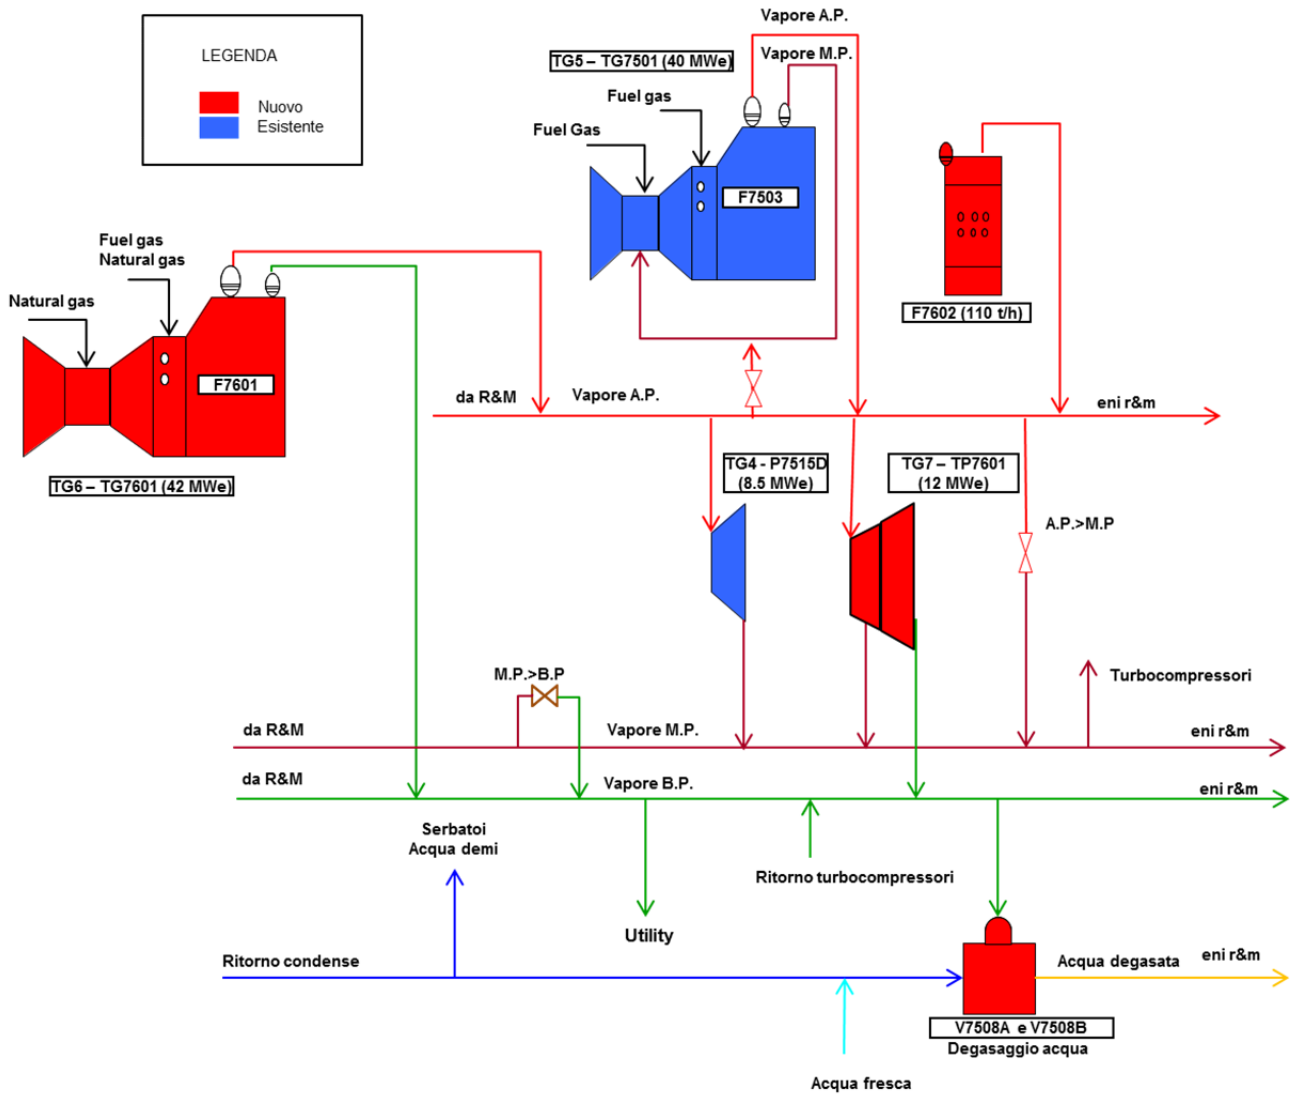 Vapore A.P.
LEGENDA
Nuovo
Esistente
TG5 – TG7501 (40 MWe)
Vapore M.P.
Fuel gas
Fuel Gas
F7503
F7602 (110 t/h)
Fuel gas
Natural gas
Natural gas
F7601
TG6 – TG7601 (42 MWe)
da R&M
Vapore A.P.
eni r&m
TG4 - P7515D
(8.5 MWe)
TG7 – TP7601
(12 MWe)
A.P.>M.P
M.P.>B.P
Turbocompressori
da R&M
Vapore M.P.
eni r&m
da R&M
Vapore B.P.
eni r&m
Serbatoi
Acqua demi
Ritorno turbocompressori
Utility
Ritorno condense
Acqua degasata
eni r&m
V7508A e V7508B
Degasaggio acqua
Acqua fresca